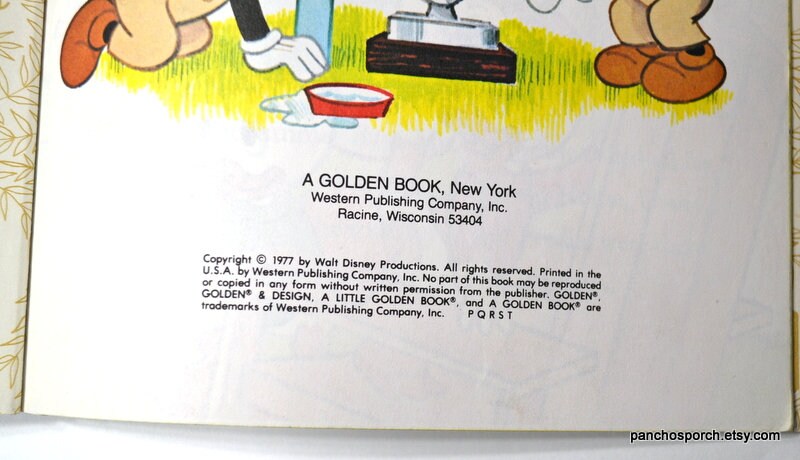 A GOLDEN BOOK, New York
Western Publishing Company, Inc.
Racine, Wisconsin 53404
Copyright © 1977 by Walt Disney Productions. All rights reserved. Printed in the
U.S.A. by Western Publishing Company, Inc. No part of this book may be reproduced
or copied in any form without written permission from the publisher. GOLDEN®,
GOLDEN® & DESIGN, A LITTLE GOLDEN BOOK®, and A GOLDEN BOOK® are
trademarks of Western Publishing Company, Inc. P Q R S T
panchosporch.etsy.com